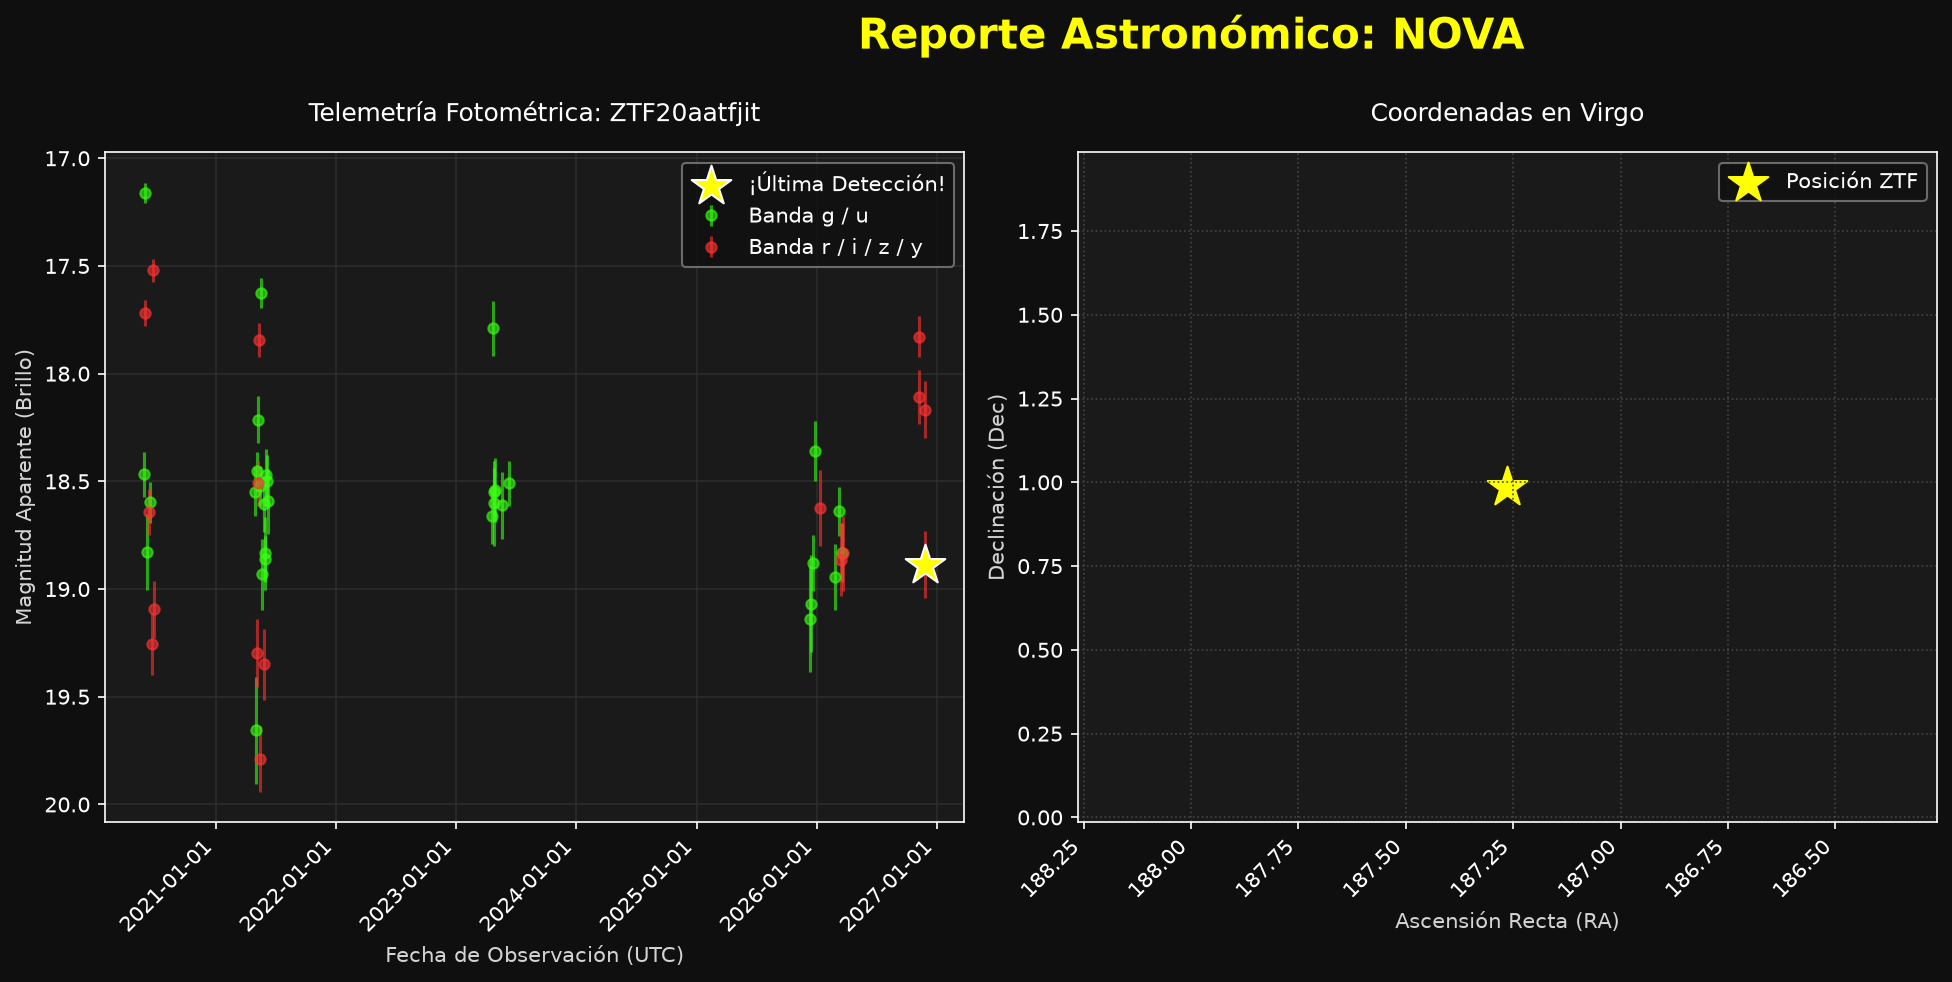 Reporte Astronómico: NOVA
Telemetría Fotométrica: ZTF20aatfjit
Magnitud Aparente (Brillo)
17.0
17.5
18.0
18.5
19.0
19.5
20.0
¡Última Detección!
Banda g / u
Banda r / i / z / y
2021-01-01
2022-01-01
2023-01-01
2024-01-01
2025-01-01
2026-01-01
2027-01-01
Fecha de Observación (UTC)
Coordenadas en Virgo
Declinación (Dec)
1.75
1.50
1.25
1.00
0.75
0.50
0.25
0.00
Posición ZTF
188.25
188.00
187.75
187.50
187.25
187.00
186.75
186.50
Ascensión Recta (RA)